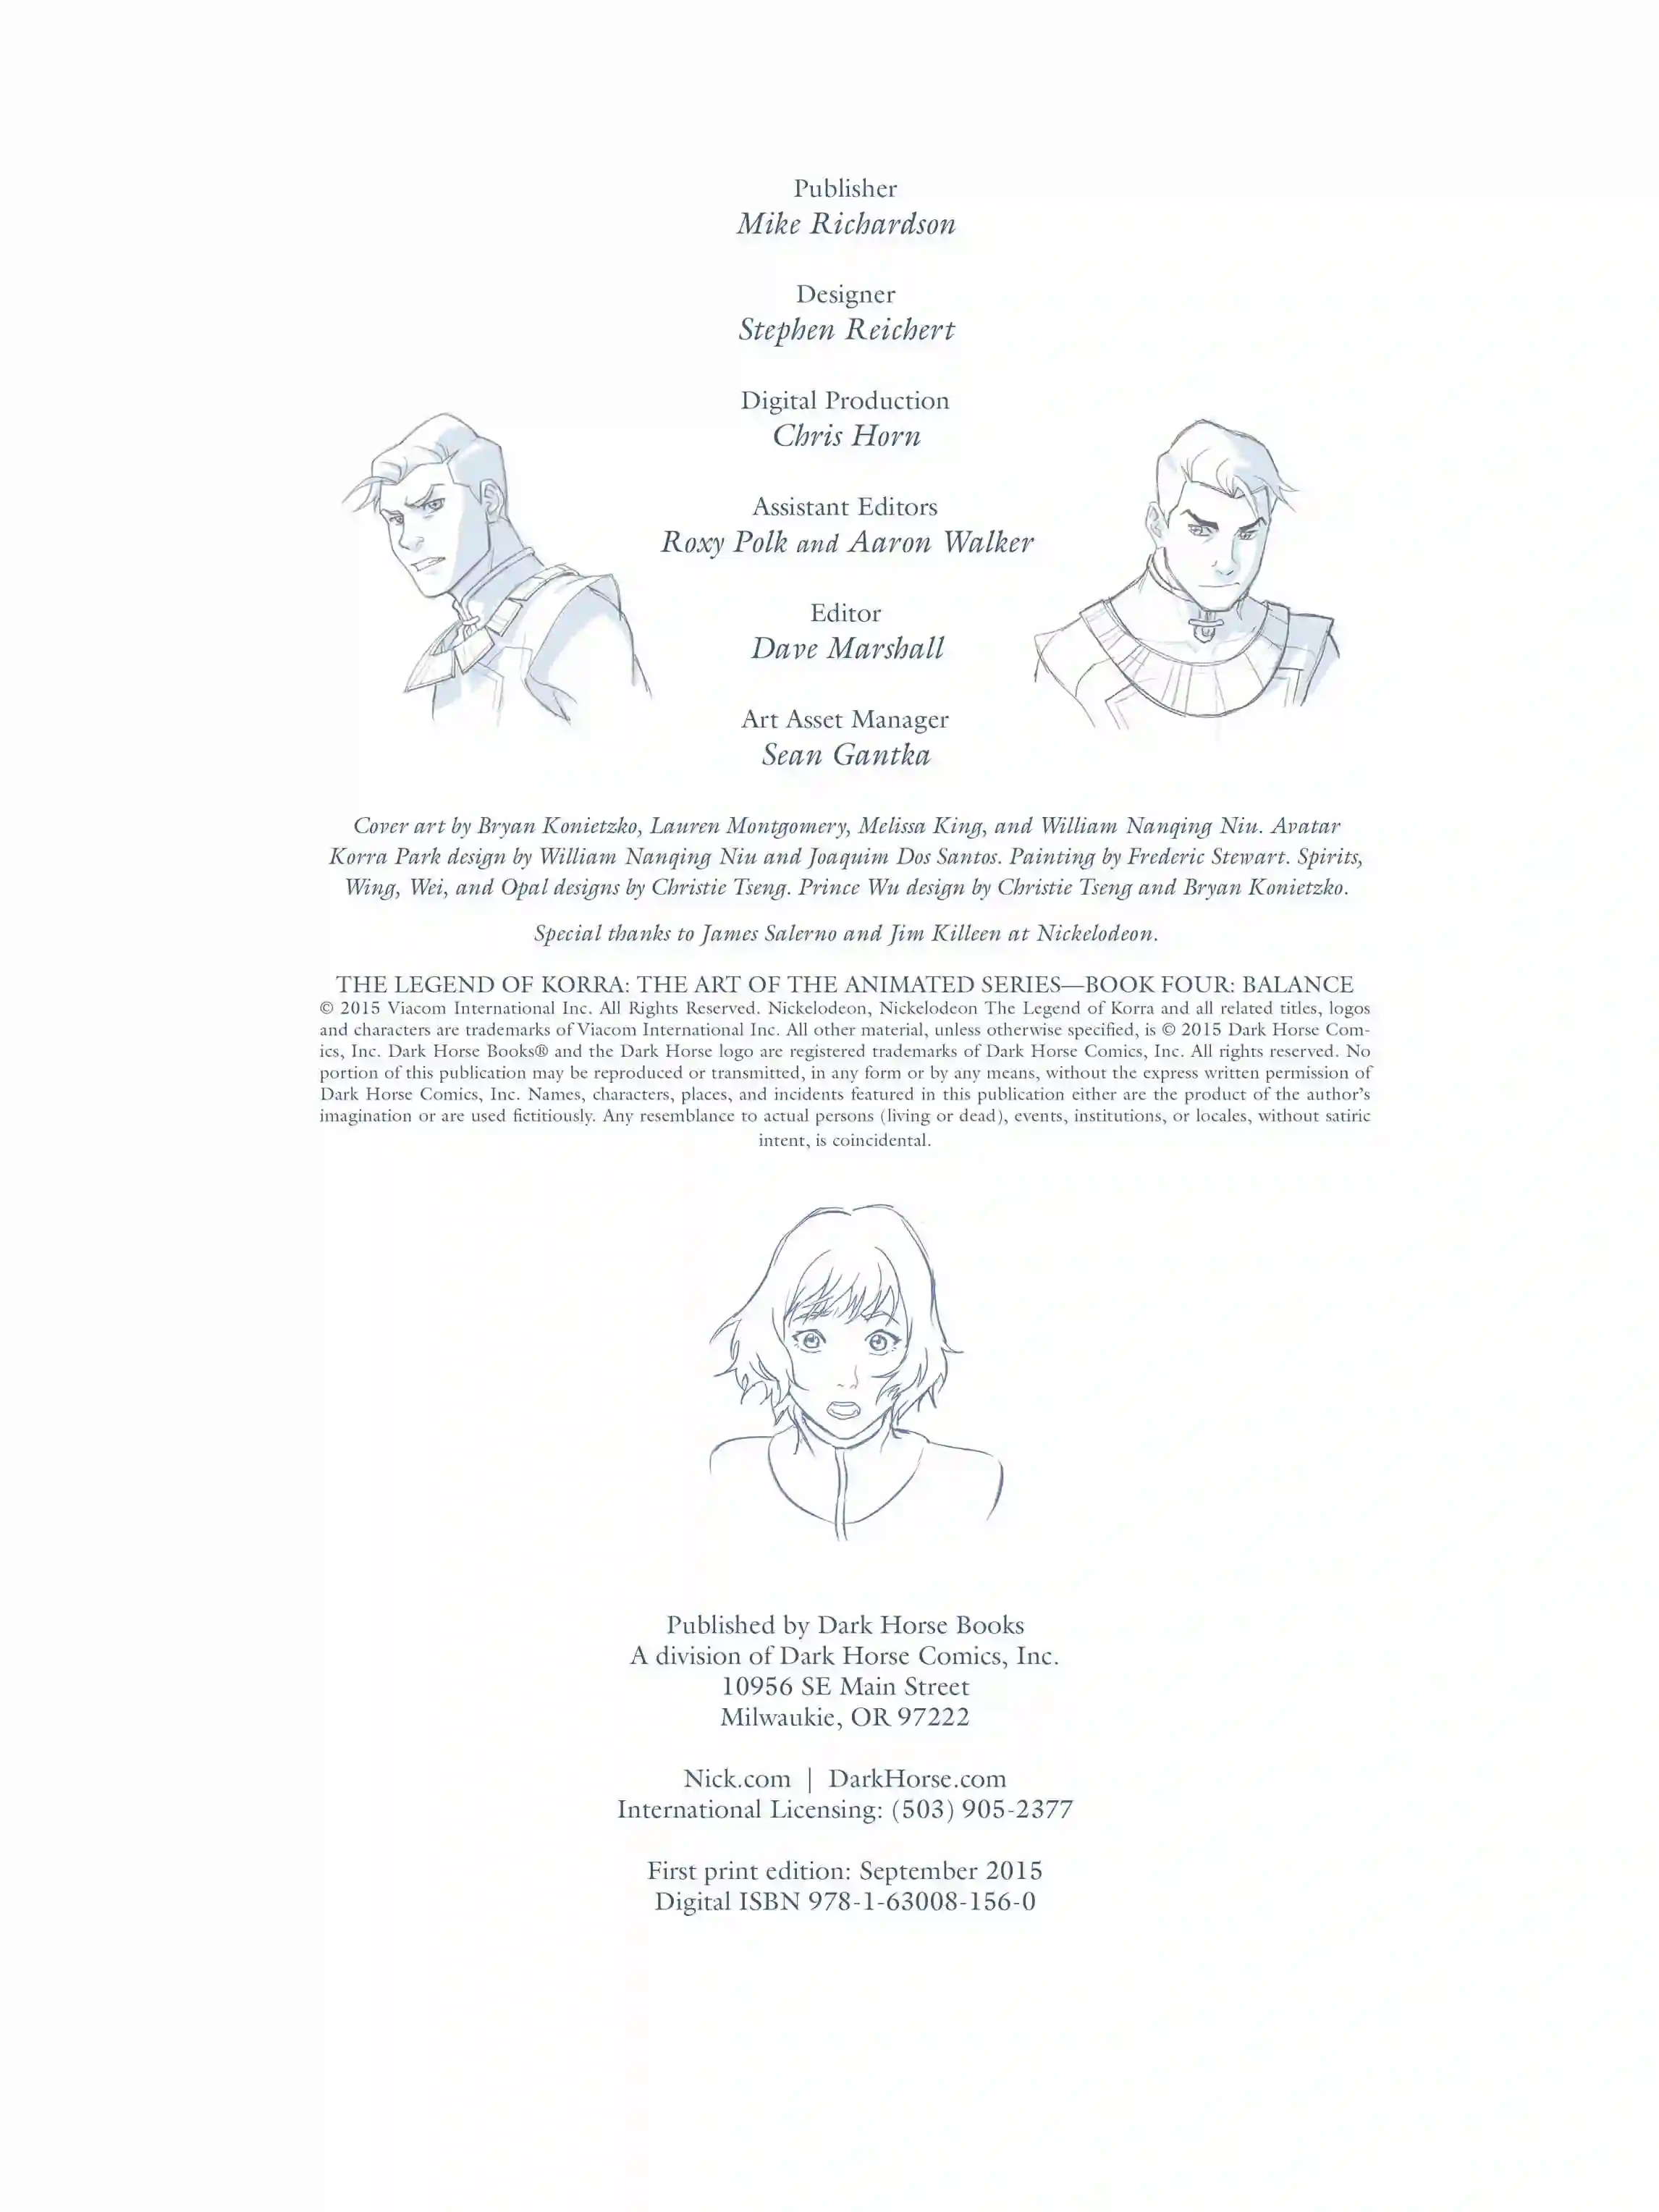 Publisher
Mike Richardson
Designer
Stephen Reichert
Digital Production
Chris Horn
Assistant Editors
Roxy Polk and Aaron Walker
Editor
Dave Marshall
Art Asset Manager
Sean Gantka
Cover art by Bryan Konietzko, Lauren Montgomery, Melissa King, and William Nanqing Niu. Avatar
Korra Park design by William Nanqing Niu and Joaquim Dos Santos. Painting by Frederic Stewart. Spirits,
Wing, Wei, and Opal designs by Christie Tseng. Prince Wu design by Christie Tseng and Bryan Konietzko.
Special thanks to James Salerno and Jim Killeen at Nickelodeon.
THE LEGEND OF KORRA: THE ART OF THE ANIMATED SERIES—BOOK FOUR: BALANCE
© 2015 Viacom International Inc. All Rights Reserved. Nickelodeon, Nickelodeon The Legend of Korra and all related titles, logos
and characters are trademarks of Viacom International Inc. All other material, unless otherwise specified, is © 2015 Dark Horse Com-
ics, Inc. Dark Horse Books® and the Dark Horse logo are registered trademarks of Dark Horse Comics, Inc. All rights reserved. No
portion of this publication may be reproduced or transmitted, in any form or by any means, without the express written permission of
Dark Horse Comics, Inc. Names, characters, places, and incidents featured in this publication either are the product of the author's
imagination or are used fictitiously. Any resemblance to actual persons (living or dead), events, institutions, or locales, without satiric
intent, is coincidental.
Published by Dark Horse Books
A division of Dark Horse Comics, Inc.
10956 SE Main Street
Milwaukie, OR 97222
Nick.com | DarkHorse.com
International Licensing: (503) 905-2377
First print edition: September 2015
Digital ISBN 978-1-63008-156-0